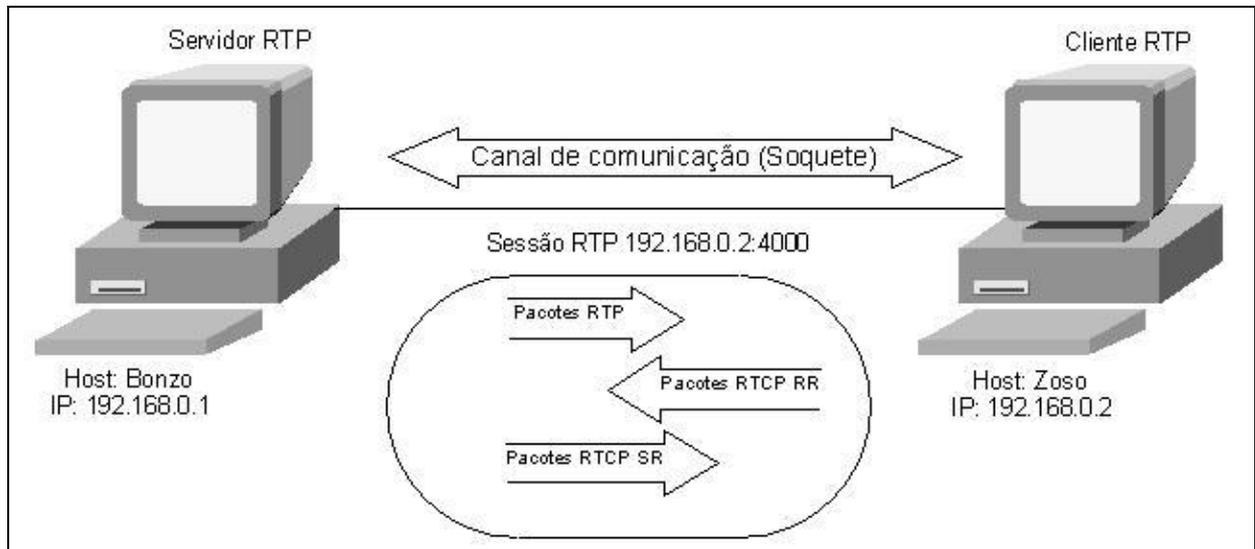 Servidor RTP
Cliente RTP
Canal de comunicação (Soquete)
Sessão RTP 192.168.0.2:4000
Pacotes RTP
Pacotes RTCP RR
Pacotes RTCP SR
Host: Bonzo
IP: 192.168.0.1
Host: Zoso
IP: 192.168.0.2